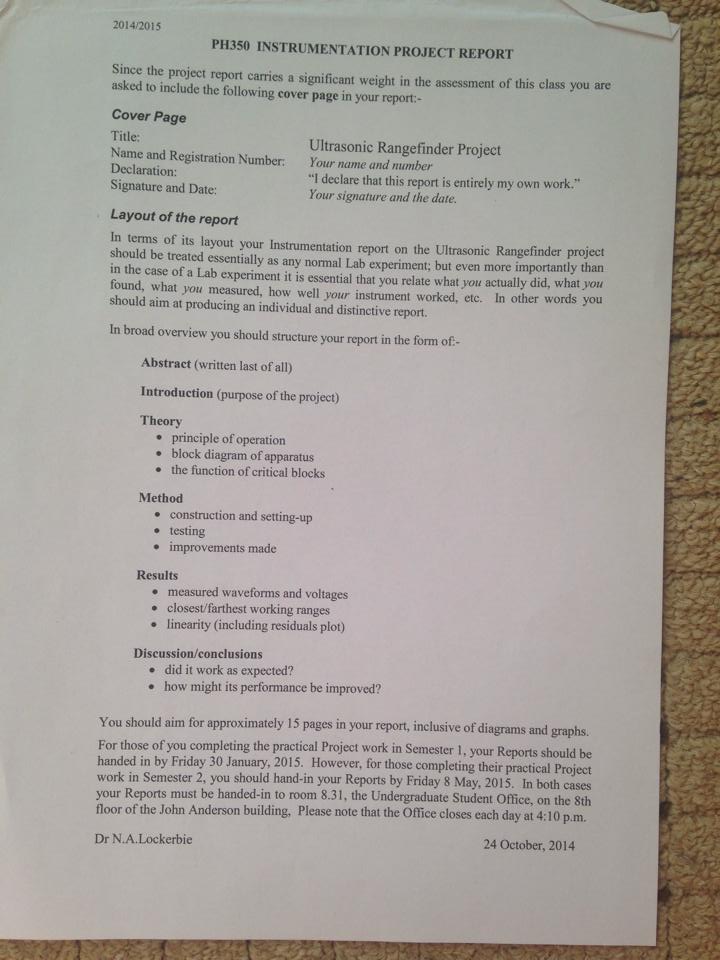 2014/2015
PH350 INSTRUMENTATION PROJECT REPORT
Since the project report carries a significant weight in the assessment of this class you are
asked to include the following cover page in your report:-
Cover Page
Title: Ultrasonic Rangefinder Project
Name and Registration Number: Your name and number
Declaration: “I declare that this report is entirely my own work.”
Signature and Date: Your signature and the date.
Layout of the report
In terms of its layout your Instrumentation report on the Ultrasonic Rangefinder project
should be treated essentially as any normal Lab experiment; but even more importantly than
in the case of a Lab experiment it is essential that you relate what you actually did, what you
found, what you measured, how well your instrument worked, etc. In other words you
should aim at producing an individual and distinctive report.
In broad overview you should structure your report in the form of:-
Abstract (written last of all)
Introduction (purpose of the project)
Theory
• principle of operation
• block diagram of apparatus
• the function of critical blocks
Method
• construction and setting-up
• testing
• improvements made
Results
• measured waveforms and voltages
• closest/farthest working ranges
• linearity (including residuals plot)
Discussion/conclusions
• did it work as expected?
• how might its performance be improved?
You should aim for approximately 15 pages in your report, inclusive of diagrams and graphs.
For those of you completing the practical Project work in Semester 1, your Reports should be
handed in by Friday 30 January, 2015. However, for those completing their practical Project
work in Semester 2, you should hand-in your Reports by Friday 8 May, 2015. In both cases
your Reports must be handed-in to room 8.31, the Undergraduate Student Office, on the 8th
floor of the John Anderson building, Please note that the Office closes each day at 4:10 p.m.
Dr N.A.Lockerbie 24 October, 2014